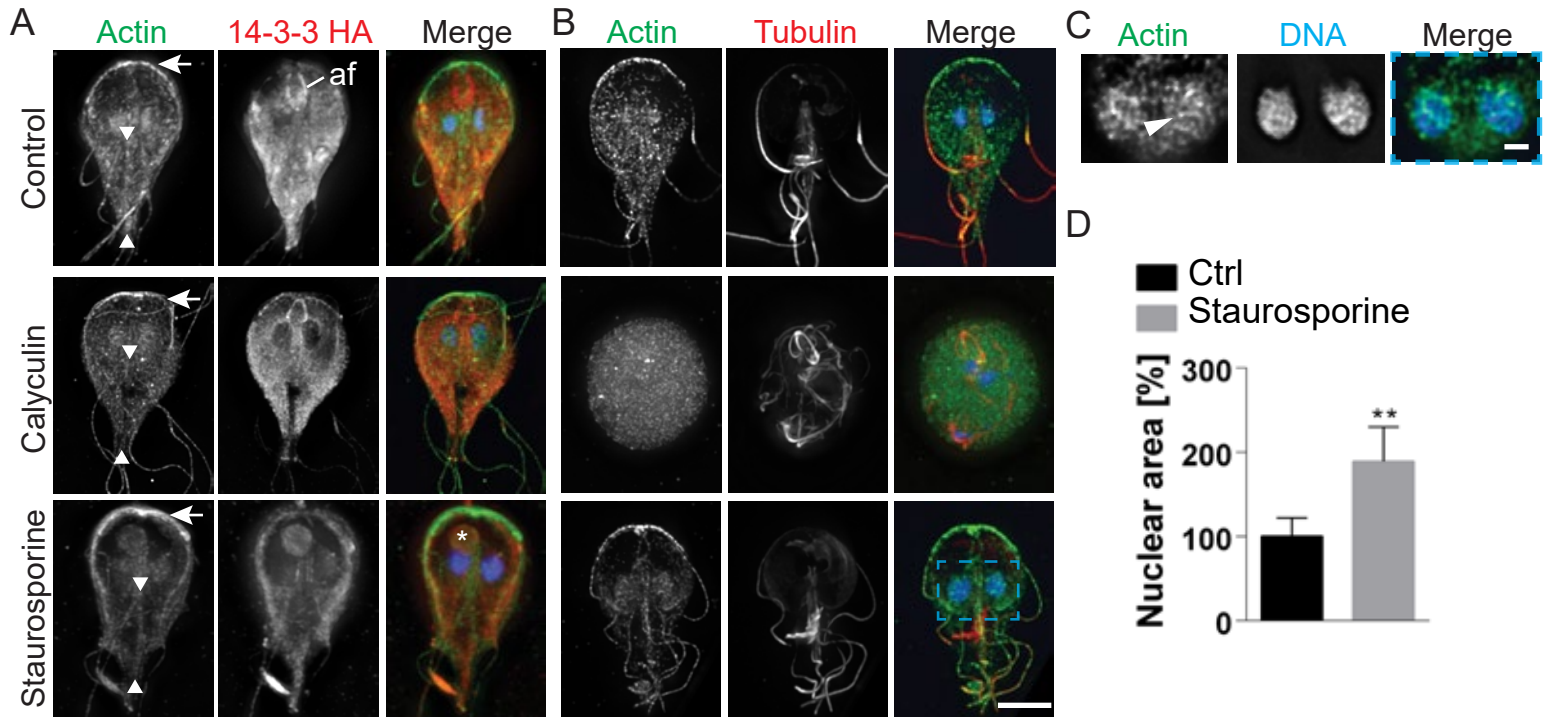 A
Actin
14-3-3 HA
Merge
Control
af
Calyculin
Staurosporine
*
B
Actin
Tubulin
Merge
C
Actin
DNA
Merge
D
Ctrl
Staurosporine
Nuclear area [%]
300
200
100
0
**